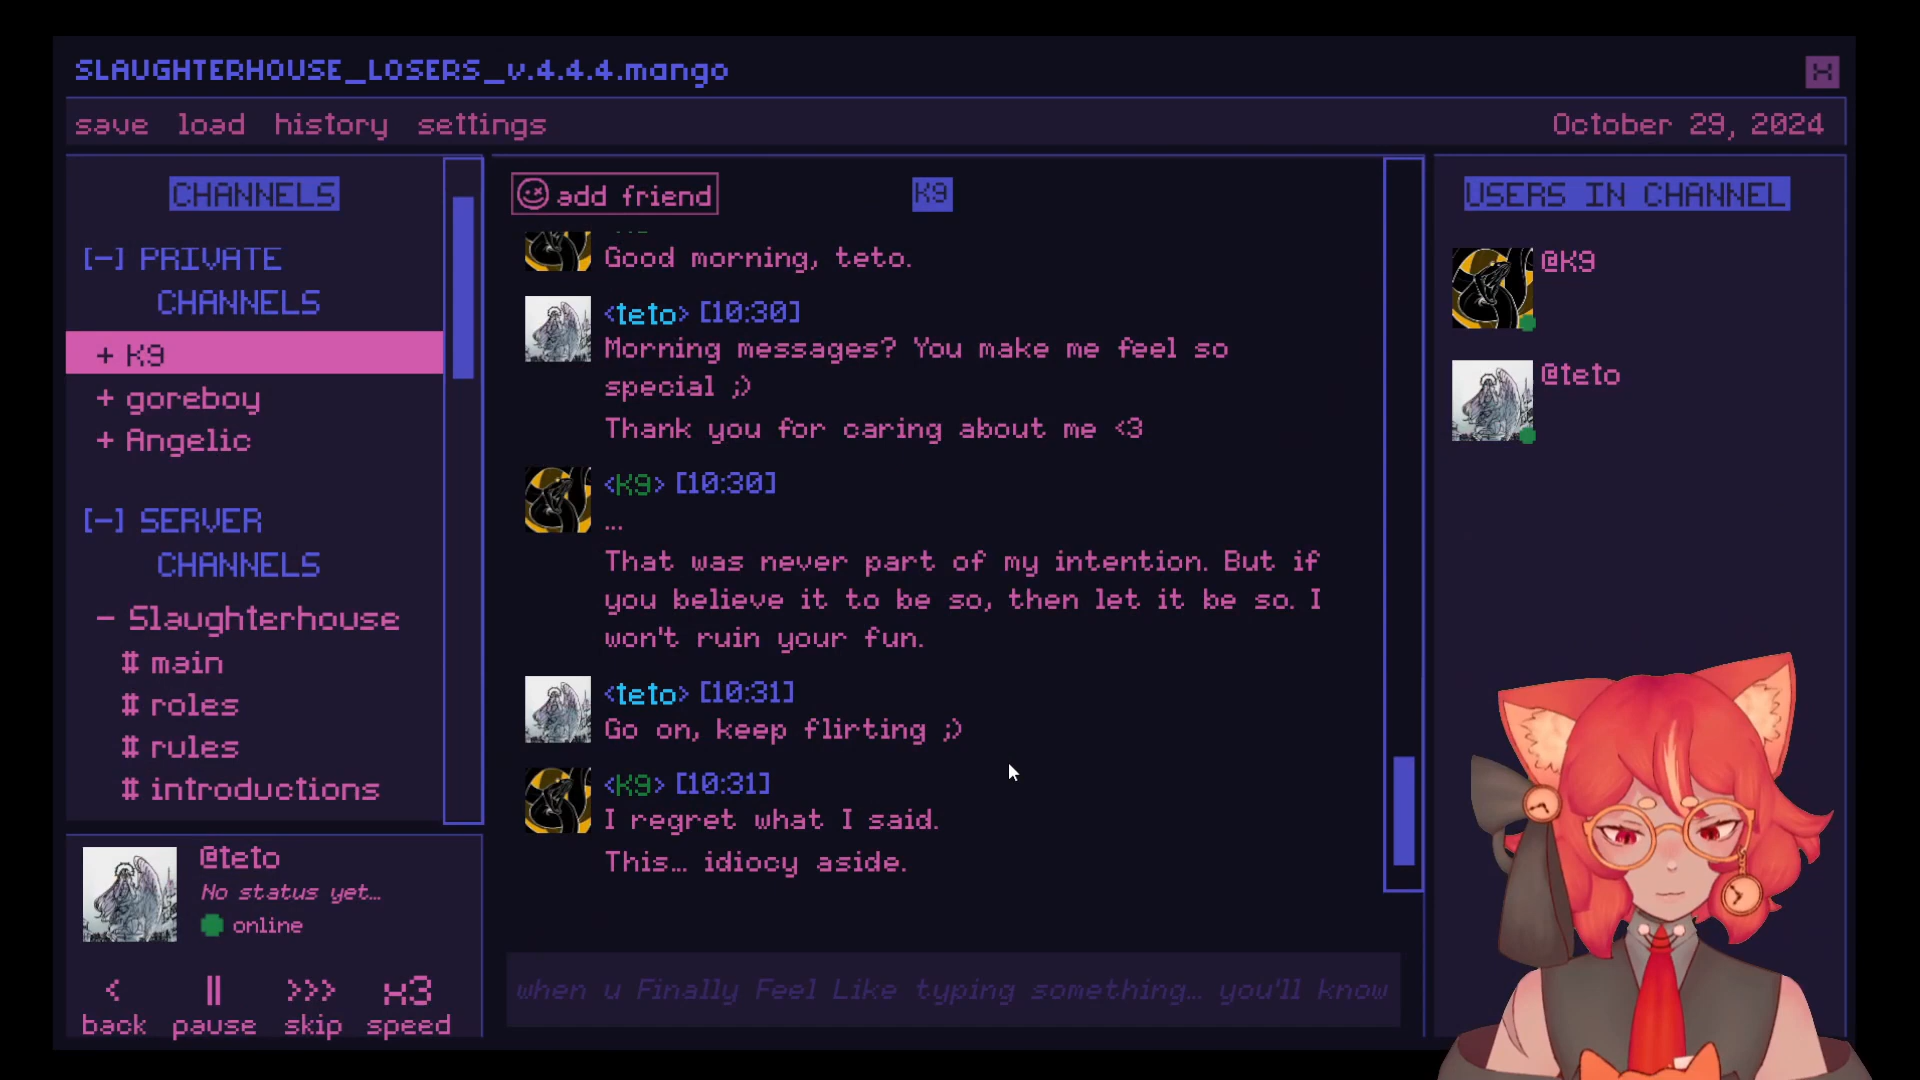 SLAUGHTERHOUSE_LOSERS_v.4.4.4.mango
x
save load history settings
October 29, 2024
CHANNELS
[-] PRIVATE
CHANNELS
+ K9
+ goreboy
+ Angelic
[-] SERVER
CHANNELS
- Slaughterhouse
# main
# roles
# rules
# introductions
@teto
No status yet...
online
< || >>> x3
back pause skip speed
add friend
K9
Good morning, teto.
<teto> [10:30]
Morning messages? You make me feel so
special ;)
Thank you for caring about me <3
<K9> [10:30]
...
That was never part of my intention. But if
you believe it to be so, then let it be so. I
won't ruin your fun.
<teto> [10:31]
Go on, keep flirting ;)
<K9> [10:31]
I regret what I said.
This... idiocy aside.
when u Finally Feel Like typing something... you'll know
USERS IN CHANNEL
@K9
@teto